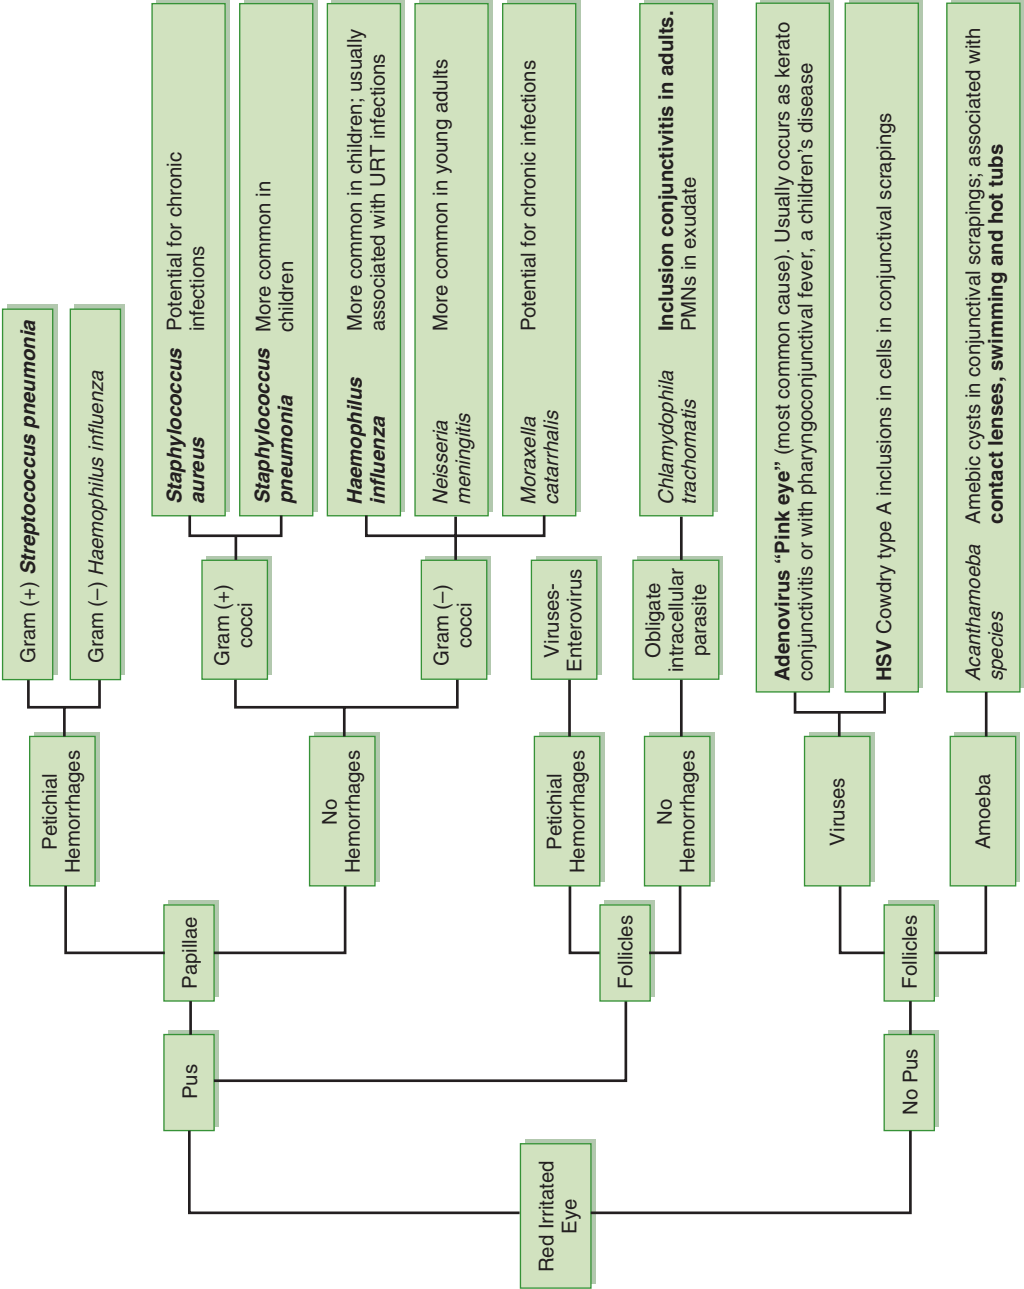 Red Irritated
Eye
Pus
Papillae
Petichial
Hemorrhages
Gram (+) Streptococcus pneumonia
Gram (−) Haemophilus influenza
No
Hemorrhages
Gram (+)
cocci
Staphylococcus
aureus
Potential for chronic
infections
Staphylococcus
pneumonia
More common in
children
Gram (−)
cocci
Haemophilus
influenza
More common in children; usually
associated with URT infections
Neisseria
meningitis
More common in young adults
Moraxella
catarrhalis
Potential for chronic infections
Follicles
Petichial
Hemorrhages
Viruses-
Enterovirus
No
Hemorrhages
Obligate
intracellular
parasite
Chlamydophila
trachomatis
Inclusion conjunctivitis in adults.
PMNs in exudate
No Pus
Follicles
Viruses
Adenovirus “Pink eye” (most common cause). Usually occurs as kerato
conjunctivitis or with pharyngoconjunctival fever, a children’s disease
HSV Cowdry type A inclusions in cells in conjunctival scrapings
Amoeba
Acanthamoeba
species
Amebic cysts in conjunctival scrapings; associated with
contact lenses, swimming and hot tubs